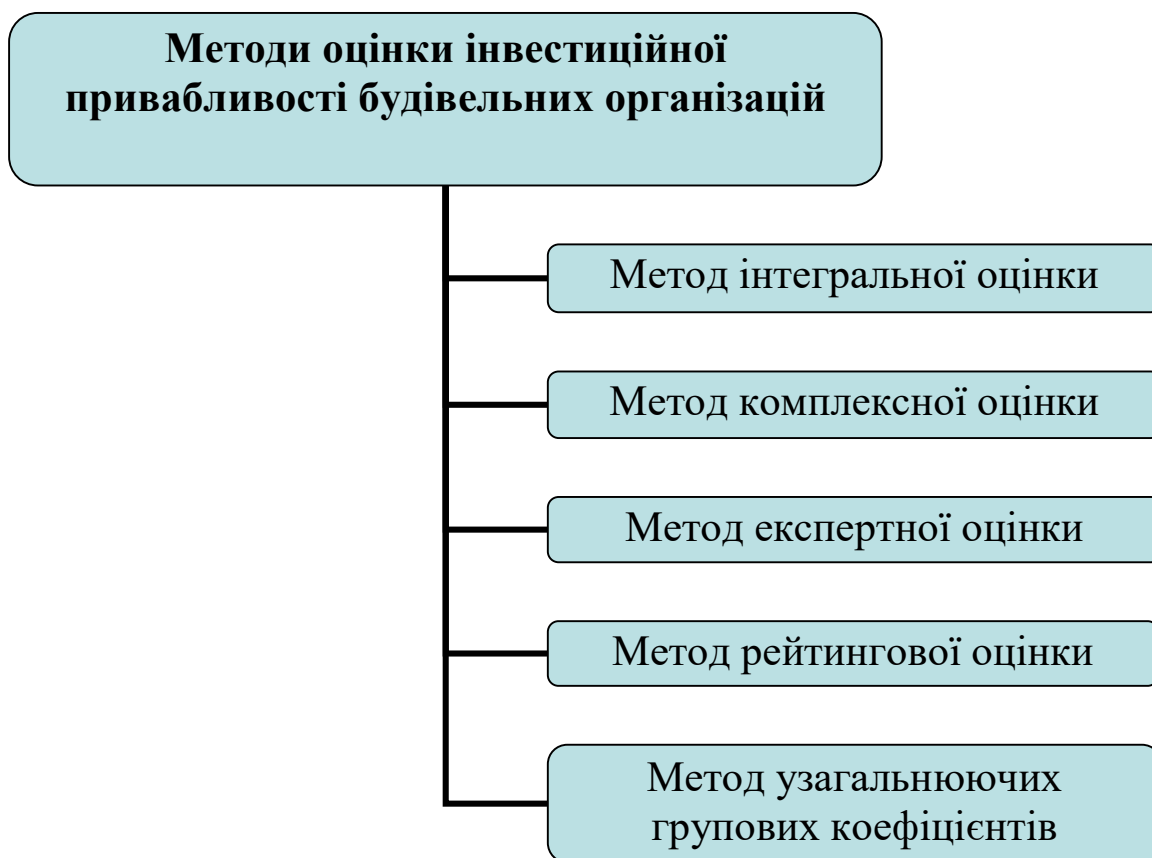 Методи оцінки інвестиційної
привабливості будівельних організацій
Метод інтегральної оцінки
Метод комплексної оцінки
Метод експертної оцінки
Метод рейтингової оцінки
Метод узагальнюючих
групових коефіцієнтів